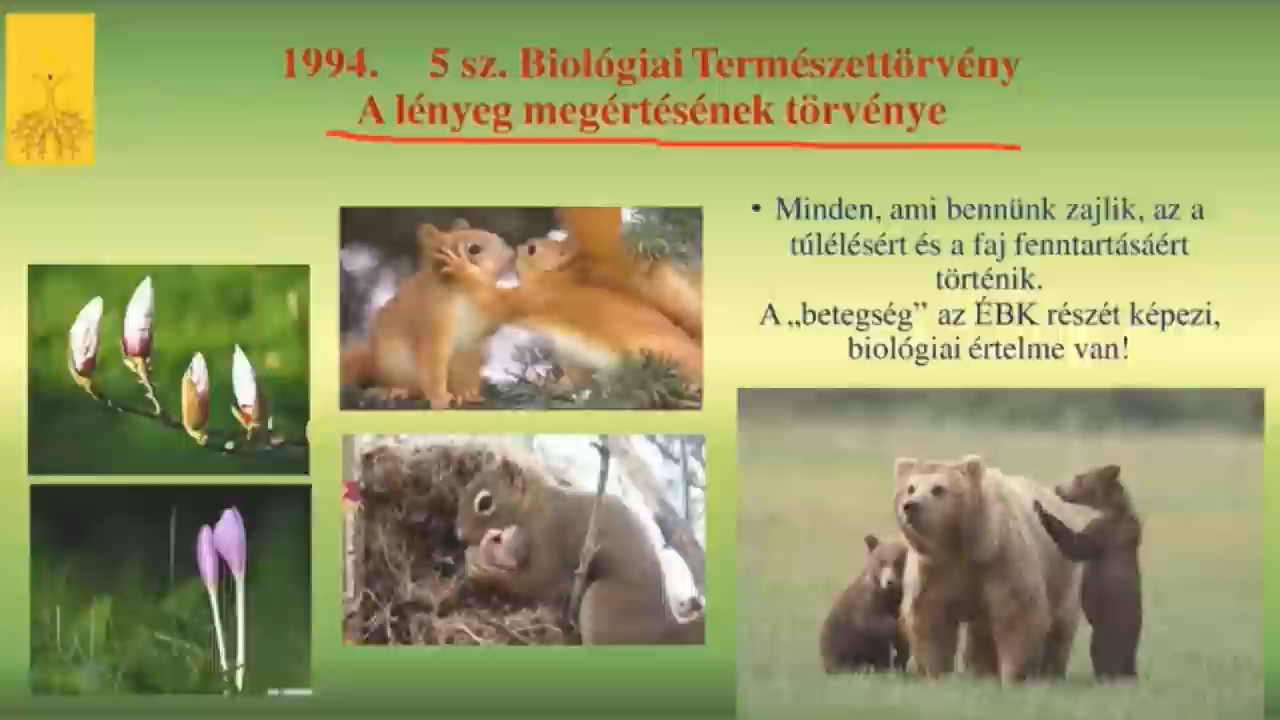 1994. 5 sz. Biológiai Természettörvény
A lényeg megértésének törvénye
• Minden, ami bennünk zajlik, az a
túlélésért és a faj fenntartásáért
történik.
A „betegség” az ÉBK részét képezi,
biológiai értelme van!